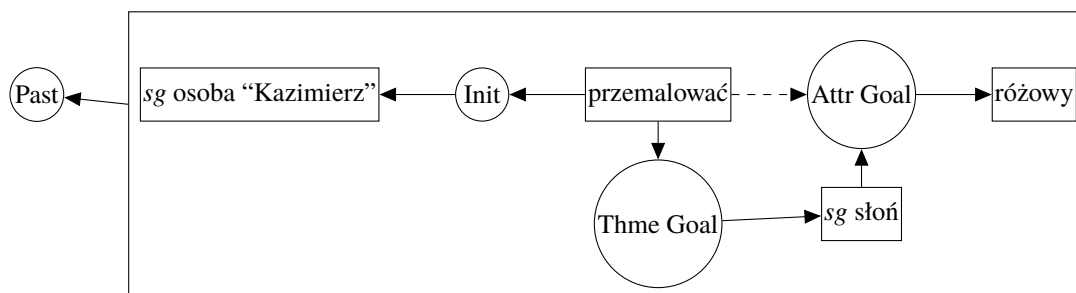 Past
sg osoba “Kazimierz”
Init
przemalować
Attr Goal
różowy
Thme Goal
sg słoń